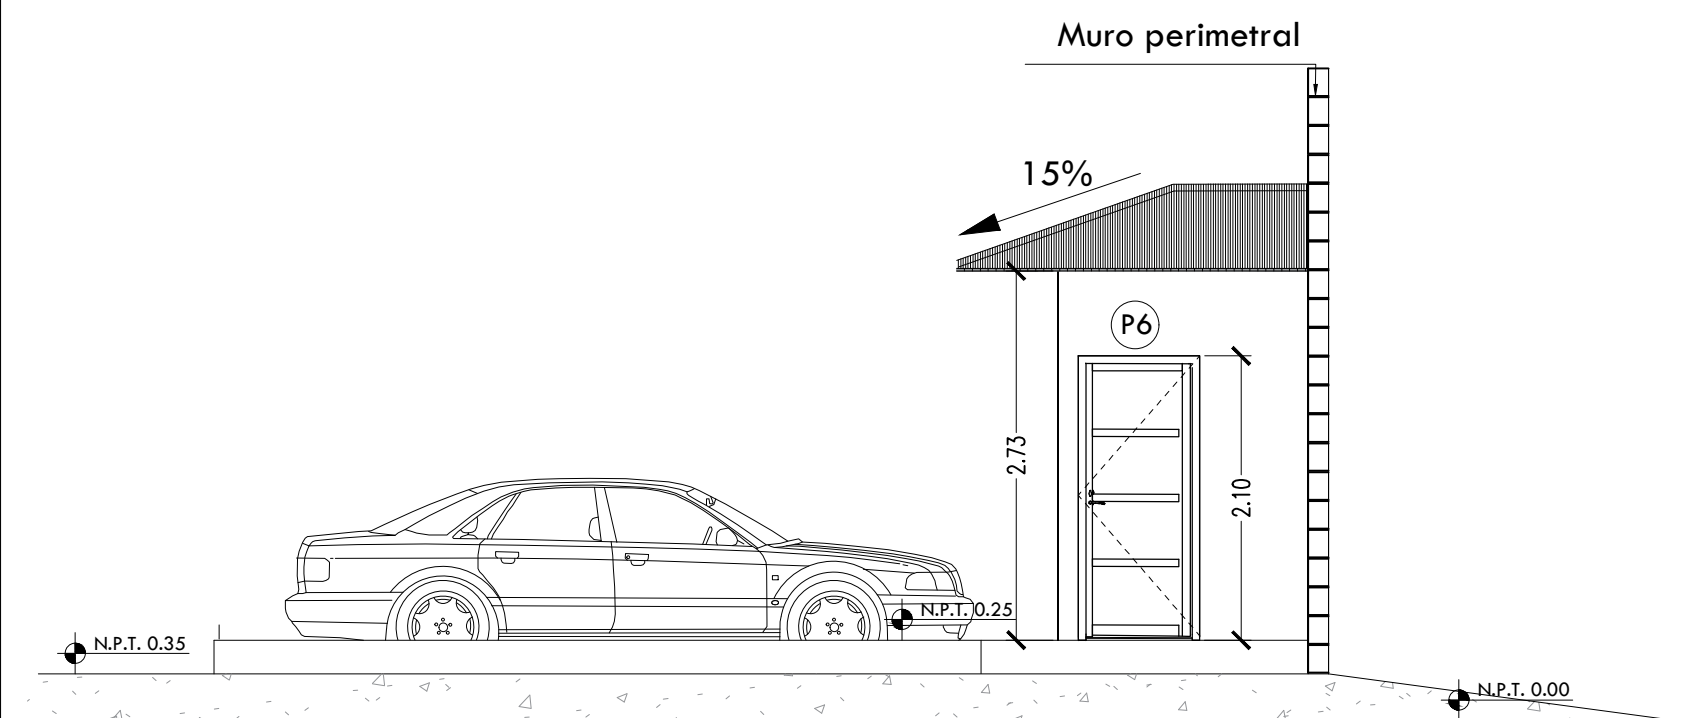 Muro perimetral
15%
P6
2.73
2.10
N.P.T. 0.25
N.P.T. 0.35
N.P.T. 0.00